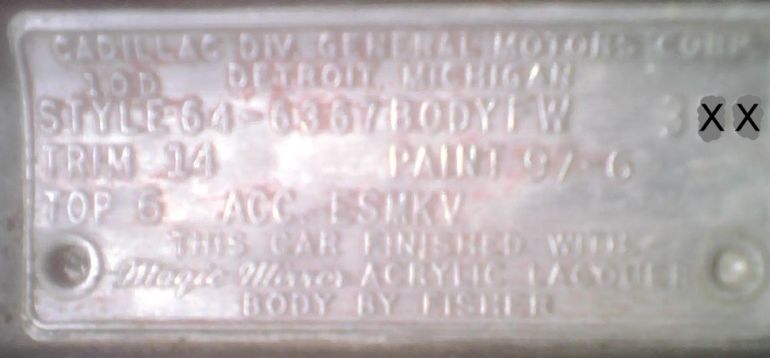 CADILLAC DIV. GENERAL MOTORS CORP.
10D DETROIT, MICHIGAN
STYLE 64-6367 BODY FW 3XX
TRIM 14 PAINT 97-6
TOP 6 ACC ESMKV
THIS CAR FINISHED WITH
Magic Mirror ACRYLIC LACQUER
BODY BY FISHER